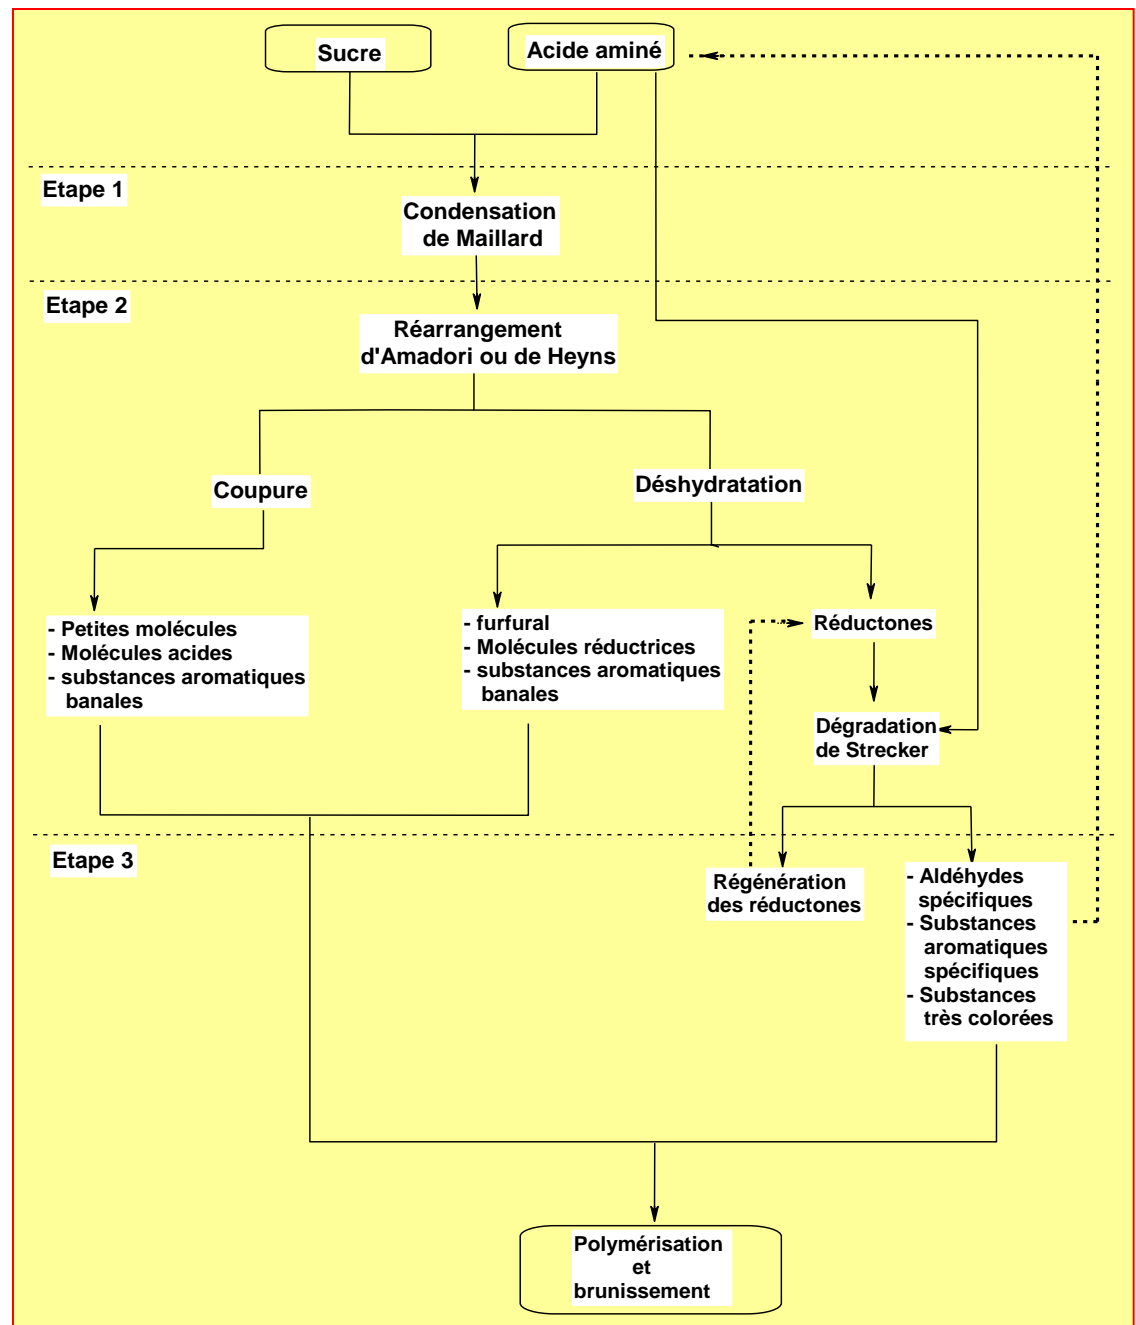 Sucre
Acide aminé
Etape 1
Condensation
de Maillard
Etape 2
Réarrangement
d'Amadori ou de Heyns
Coupure
Déshydratation
- Petites molécules
- Molécules acides
- substances aromatiques
banales
- furfural
- Molécules réductrices
- substances aromatiques
banales
Réductones
Dégradation
de Strecker
Etape 3
Régénération
des réductones
- Aldéhydes
spécifiques
- Substances
aromatiques
spécifiques
- Substances
très colorées
Polymérisation
et
brunissement